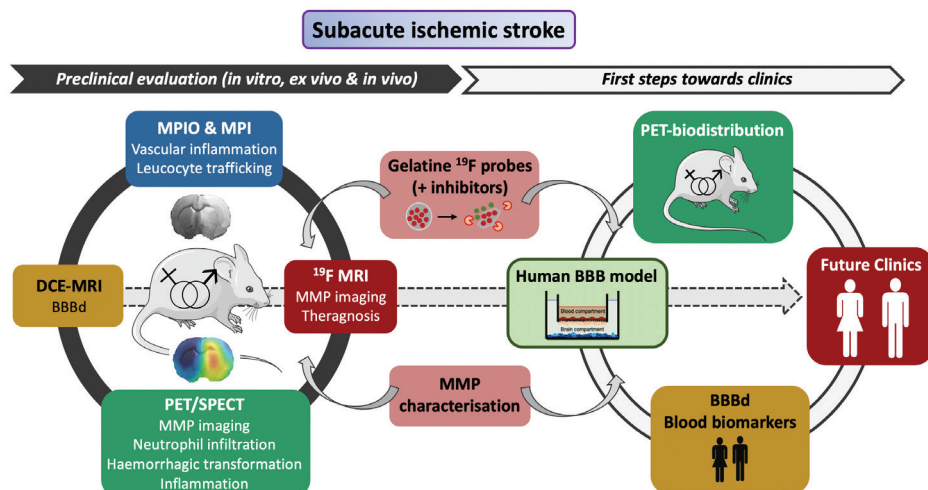 Subacute ischemic stroke
Preclinical evaluation (in vitro, ex vivo & in vivo)
First steps towards clinics
MPIO & MPI
Vascular inflammation
Leucocyte trafficking
DCE-MRI
BBBd
¹⁹F MRI
MMP imaging
Theragnosis
PET/SPECT
MMP imaging
Neutrophil infiltration
Haemorrhagic transformation
Inflammation
Gelatine ¹⁹F probes
(+ inhibitors)
MMP
characterisation
PET-biodistribution
Human BBB model
Blood compartment
Brain compartment
BBBd
Blood biomarkers
Future Clinics